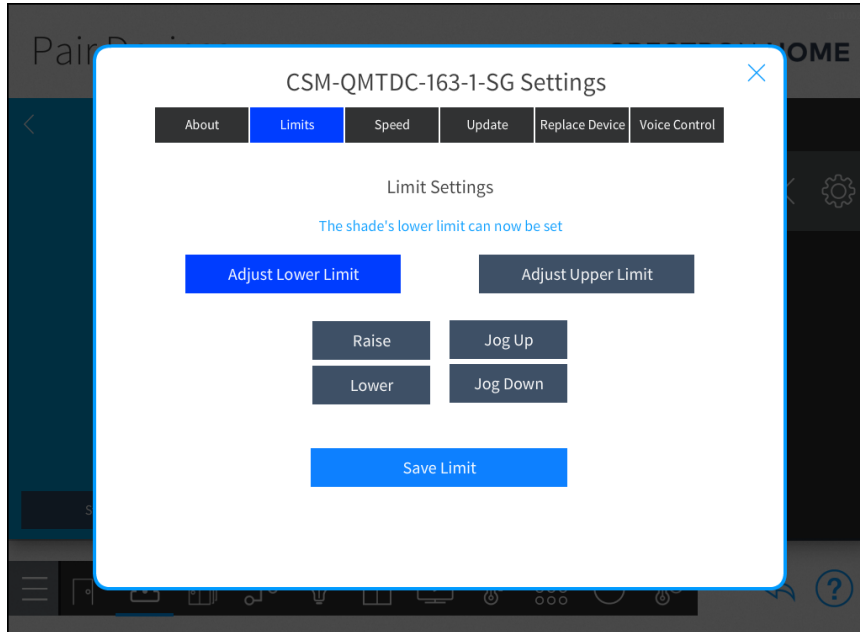 Pair
OME
CSM-QMTDC-163-1-SG Settings
About Limits Speed Update Replace Device Voice Control
Limit Settings
The shade's lower limit can now be set
Adjust Lower Limit Adjust Upper Limit
Raise Jog Up
Lower Jog Down
Save Limit
S
?